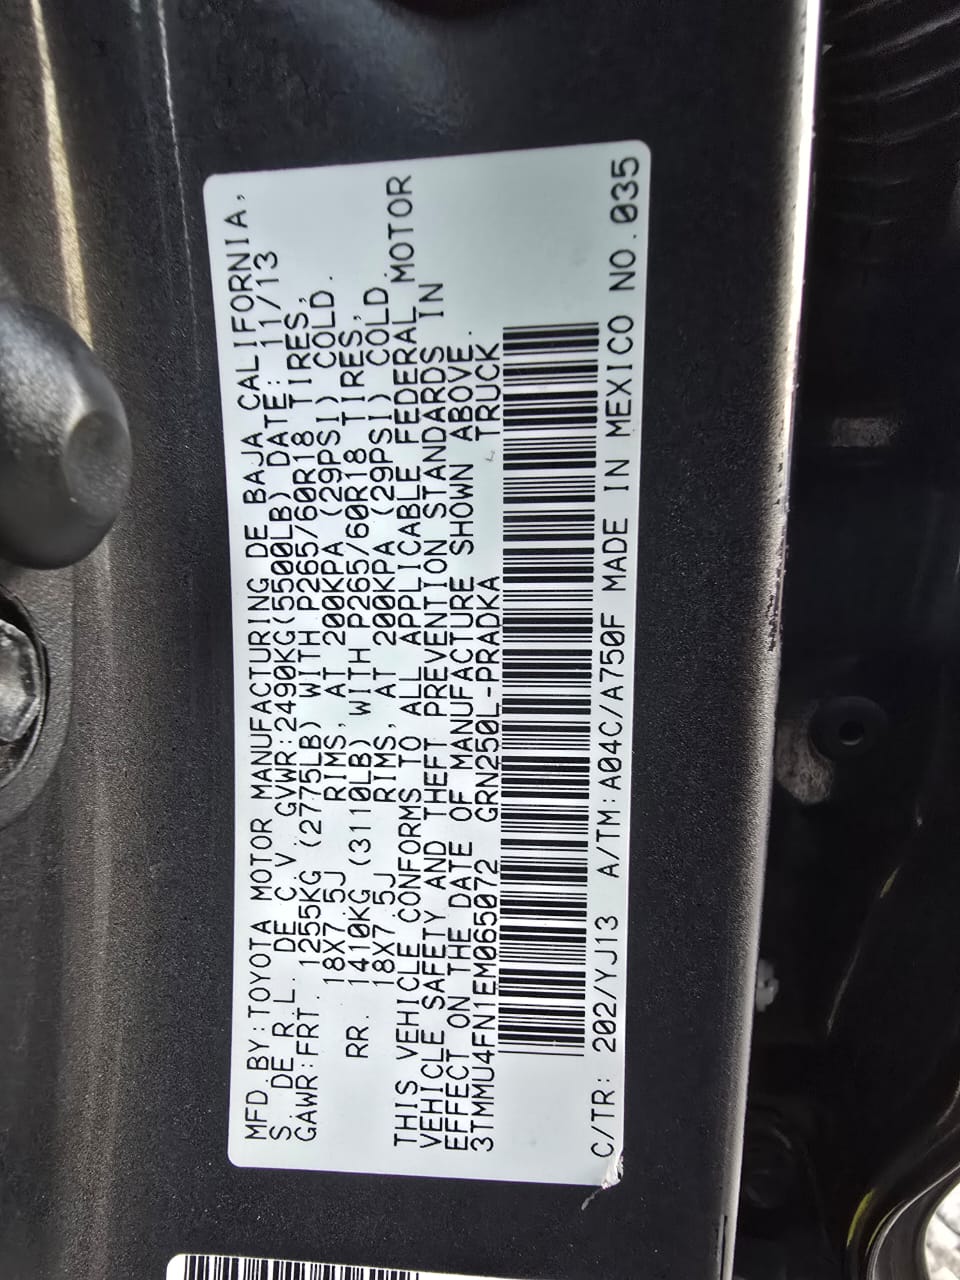 MFD.BY:TOYOTA MOTOR MANUFACTURING DE BAJA CALIFORNIA,
S. DE R.L. DE C.V. GVWR:2490KG(5500LB) DATE: 11/13
GAWR:FRT. 1255KG (2775LB) WITH P265/60R18 TIRES,
18X7.5J RIMS, AT 200KPA (29PSI) COLD.
RR. 1410KG (3110LB) WITH P265/60R18 TIRES,
18X7.5J RIMS, AT 200KPA (29PSI) COLD.
THIS VEHICLE CONFORMS TO ALL APPLICABLE FEDERAL MOTOR
VEHICLE SAFETY AND THEFT PREVENTION STANDARDS IN
EFFECT ON THE DATE OF MANUFACTURE SHOWN ABOVE.
3TMMU4FN1EM065072 GRN250L-PRADKA TRUCK
C/TR: 202/YJ13 A/TM:A04C/A750F MADE IN MEXICO NO.035